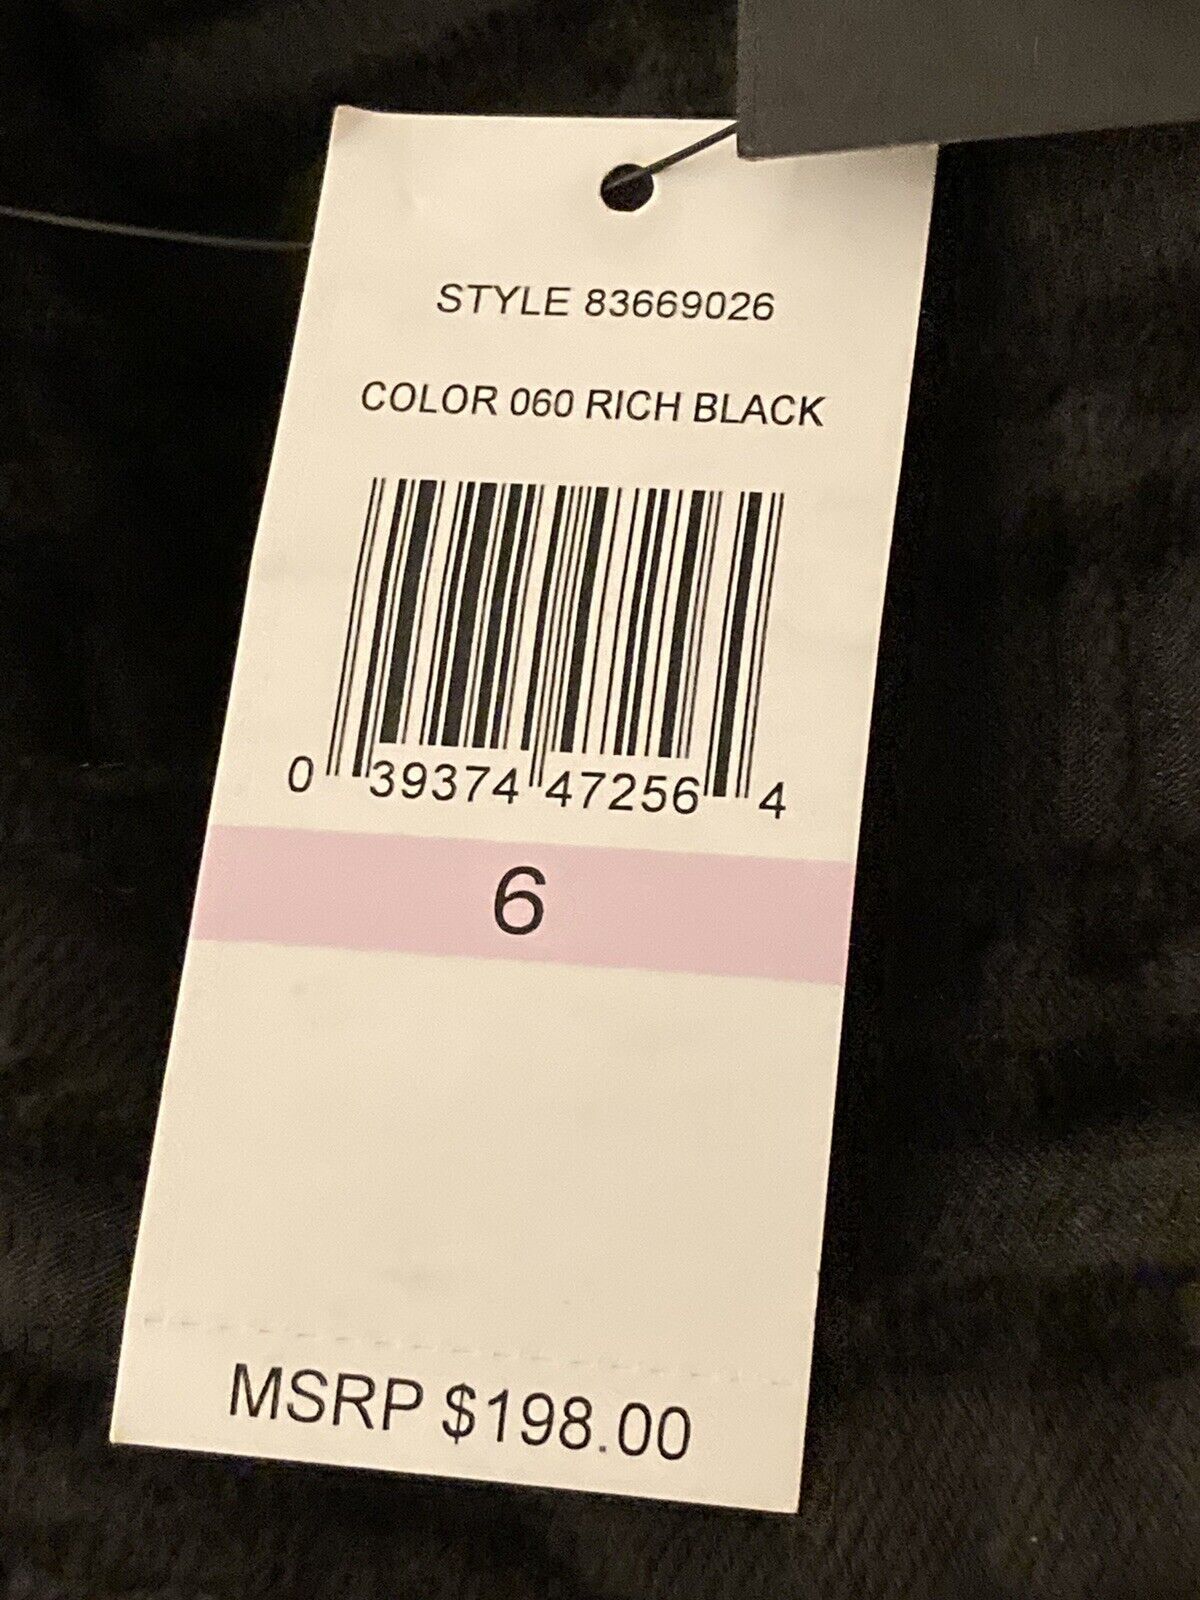 STYLE 83669026
COLOR 060 RICH BLACK
0 39374 47256 4
6
MSRP $198.00